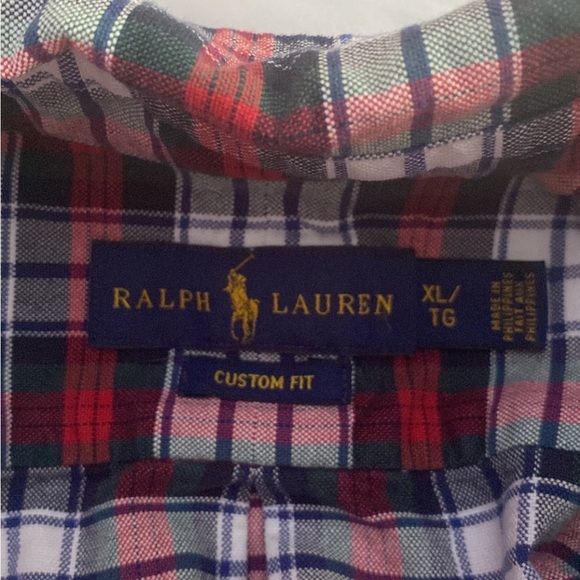 RALPH LAUREN
XL/
TG
MADE IN
PHILIPPINES
FAIT AUX
PHILIPPINES
CUSTOM FIT